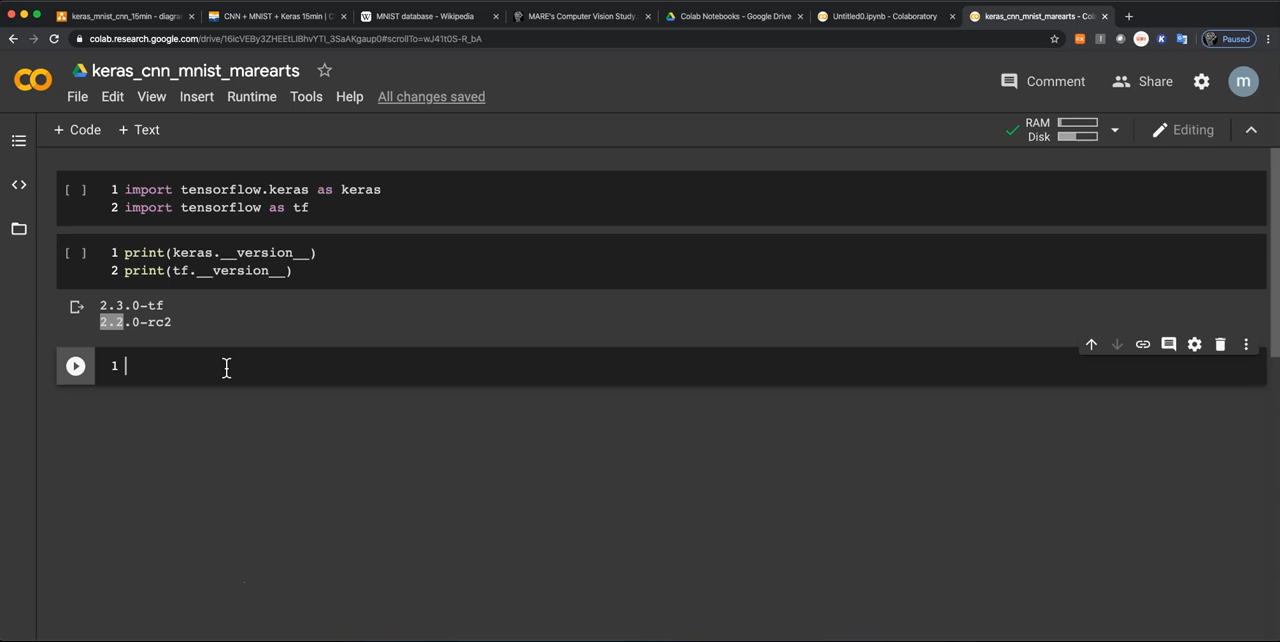 keras_mnist_cnn_15min - diagra
CNN + MNIST + Keras 15min | C
MNIST database - Wikipedia
MARE's Computer Vision Study.
Colab Notebooks - Google Drive
Untitled0.ipynb - Colaboratory
keras_cnn_mnist_marearts - Col
colab.research.google.com/drive/16icVEBy3ZHEEtLIBhvYTl_3SaAKgaup0#scrollTo=wJ41t0S-R_bA
Paused
keras_cnn_mnist_marearts
Comment
Share
m
File Edit View Insert Runtime Tools Help All changes saved
+ Code + Text
RAM
Disk
Editing
[ ] 1 import tensorflow.keras as keras
2 import tensorflow as tf
[ ] 1 print(keras.__version__)
2 print(tf.__version__)
2.3.0-tf
2.2.0-rc2
1